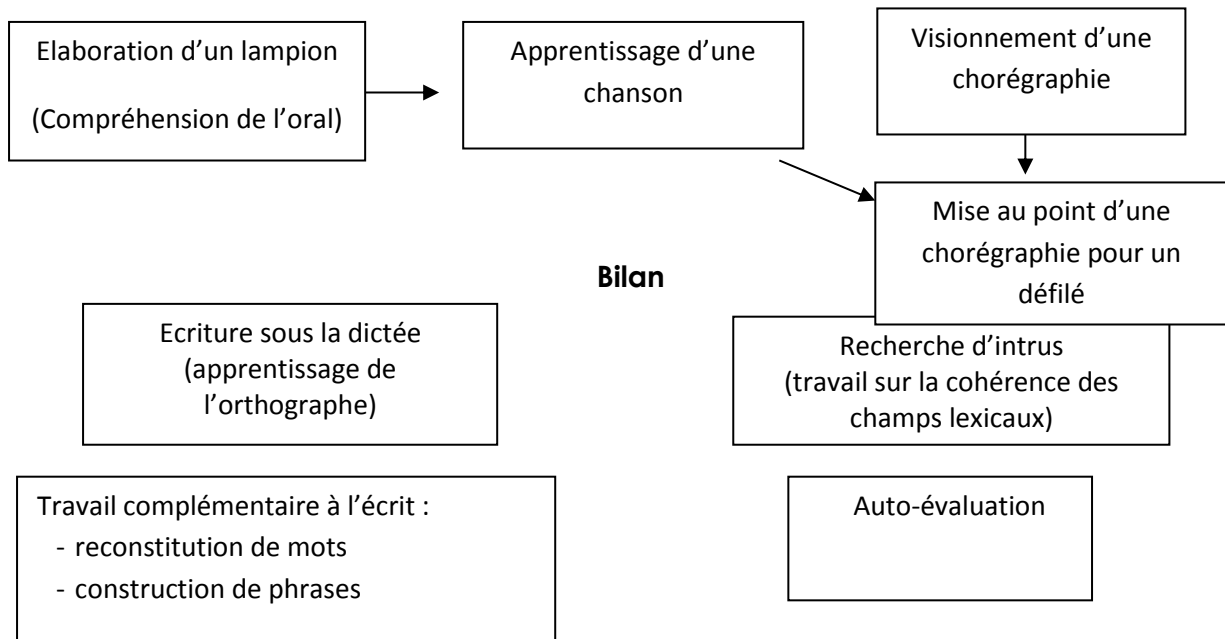 Elaboration d’un lampion
(Compréhension de l’oral)
Apprentissage d’une
chanson
Visionnement d’une
chorégraphie
Mise au point d’une
chorégraphie pour un
défilé
Bilan
Ecriture sous la dictée
(apprentissage de
l’orthographe)
Recherche d’intrus
(travail sur la cohérence des
champs lexicaux)
Travail complémentaire à l’écrit :
- reconstitution de mots
- construction de phrases
Auto-évaluation